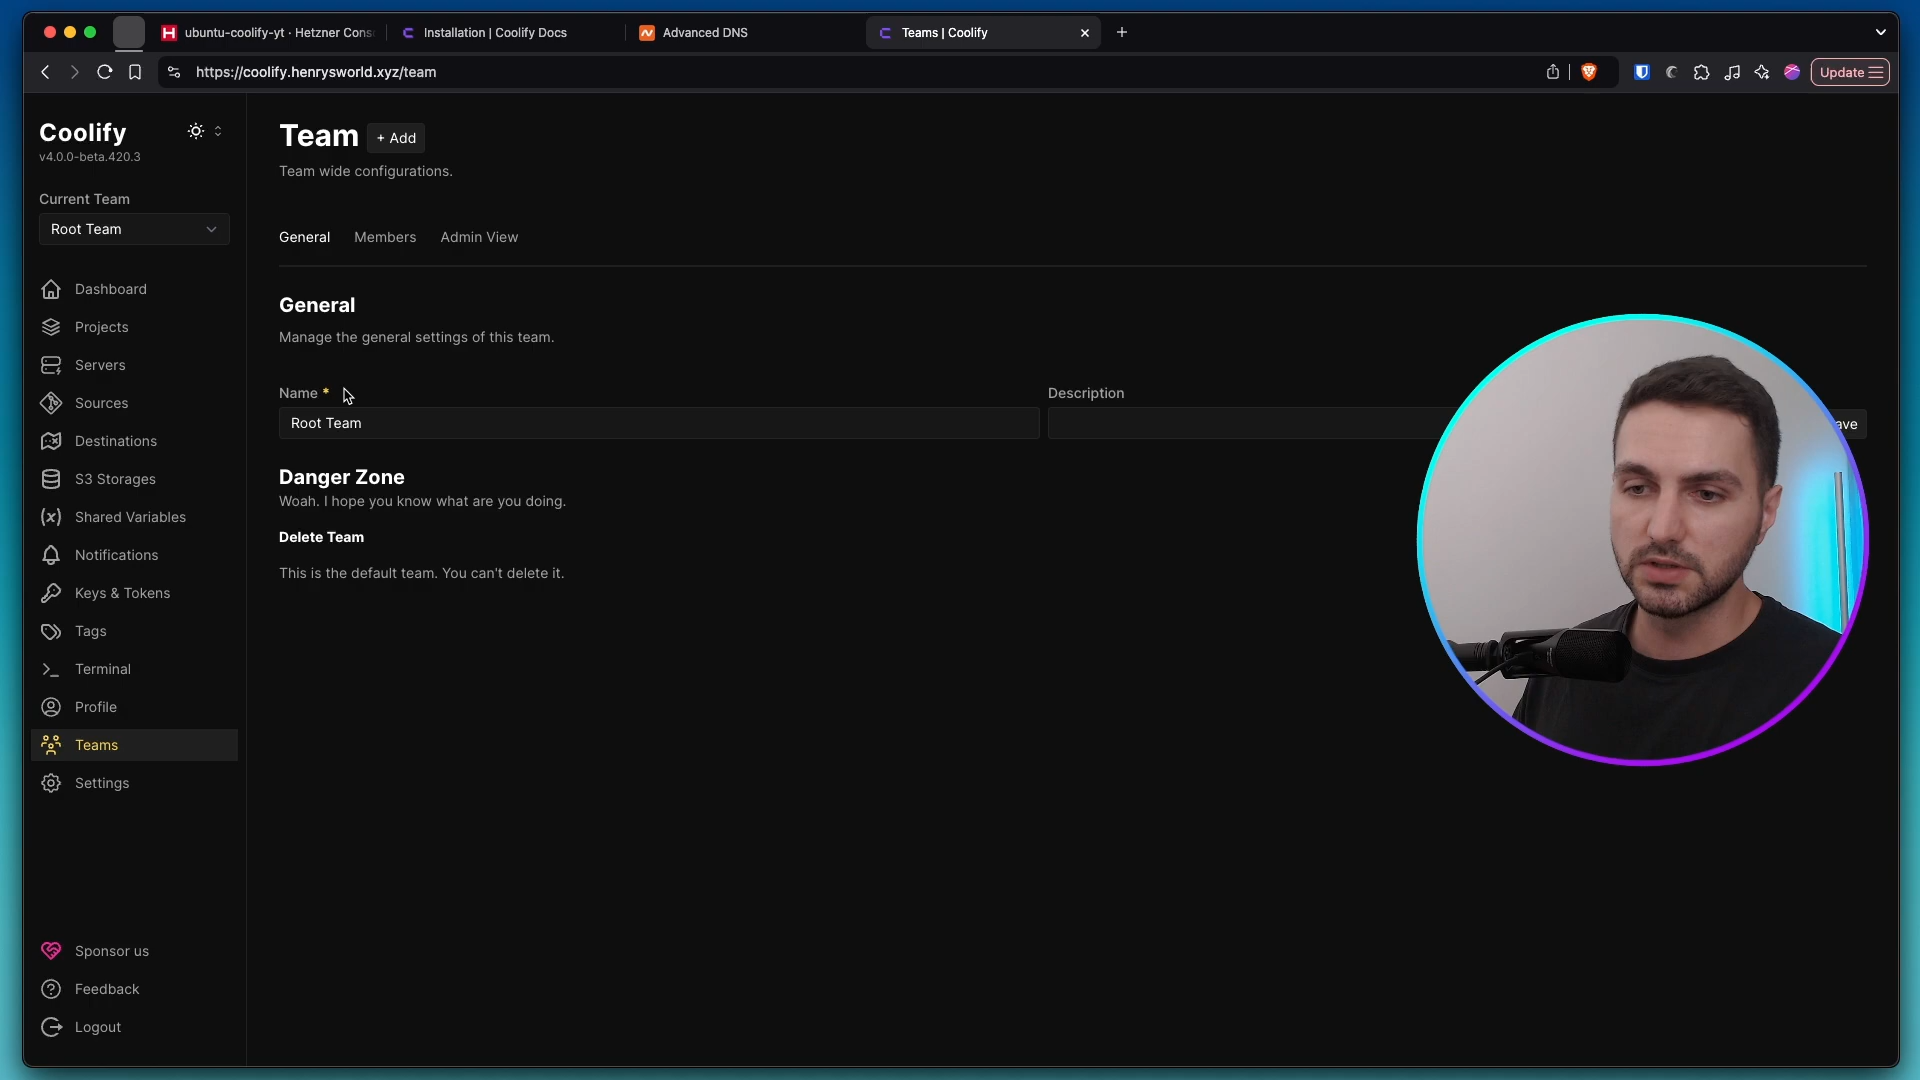 ubuntu-coolify-yt · Hetzner Cons
Installation | Coolify Docs
Advanced DNS
Teams | Coolify
https://coolify.henrysworld.xyz/team
Update
Coolify
v4.0.0-beta.420.3
Current Team
Root Team
Dashboard
Projects
Servers
Sources
Destinations
S3 Storages
Shared Variables
Notifications
Keys & Tokens
Tags
Terminal
Profile
Teams
Settings
Sponsor us
Feedback
Logout
Team
+ Add
Team wide configurations.
General
Members
Admin View
General
Manage the general settings of this team.
Name *
Description
Root Team
ave
Danger Zone
Woah. I hope you know what are you doing.
Delete Team
This is the default team. You can't delete it.